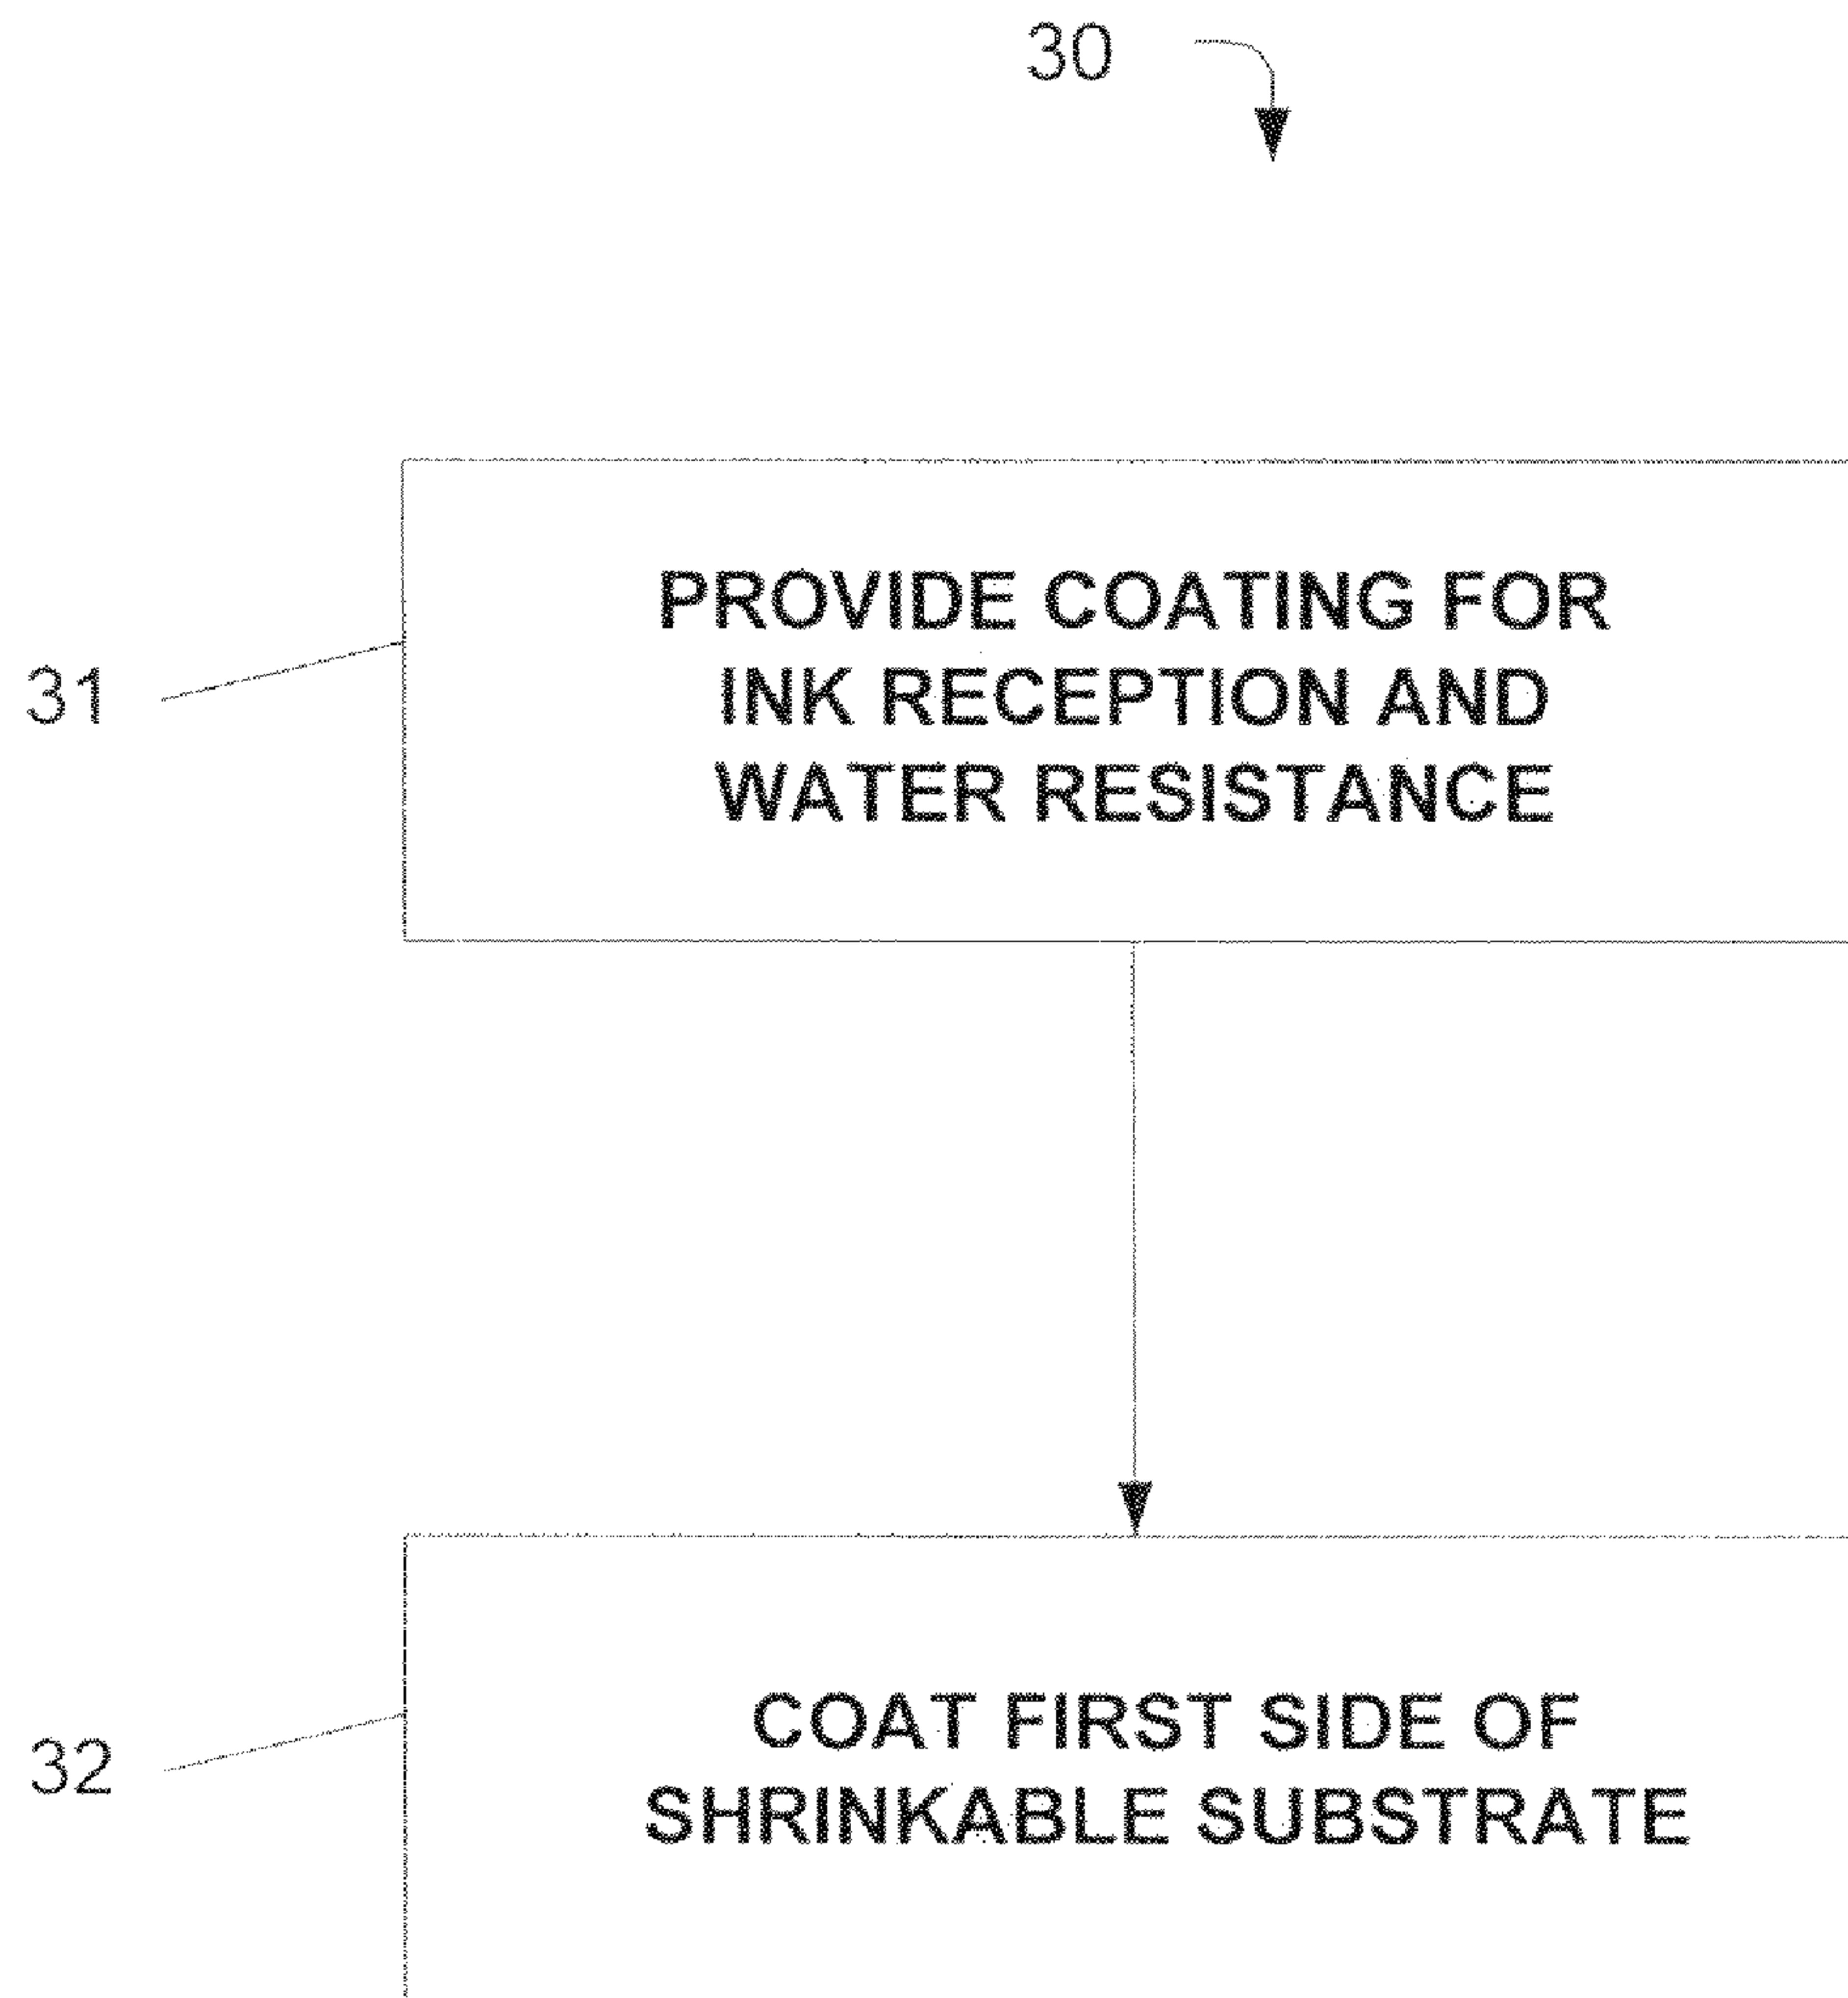 30
31
PROVIDE COATING FOR
INK RECEPTION AND
WATER RESISTANCE
32
COAT FIRST SIDE OF
SHRINKABLE SUBSTRATE